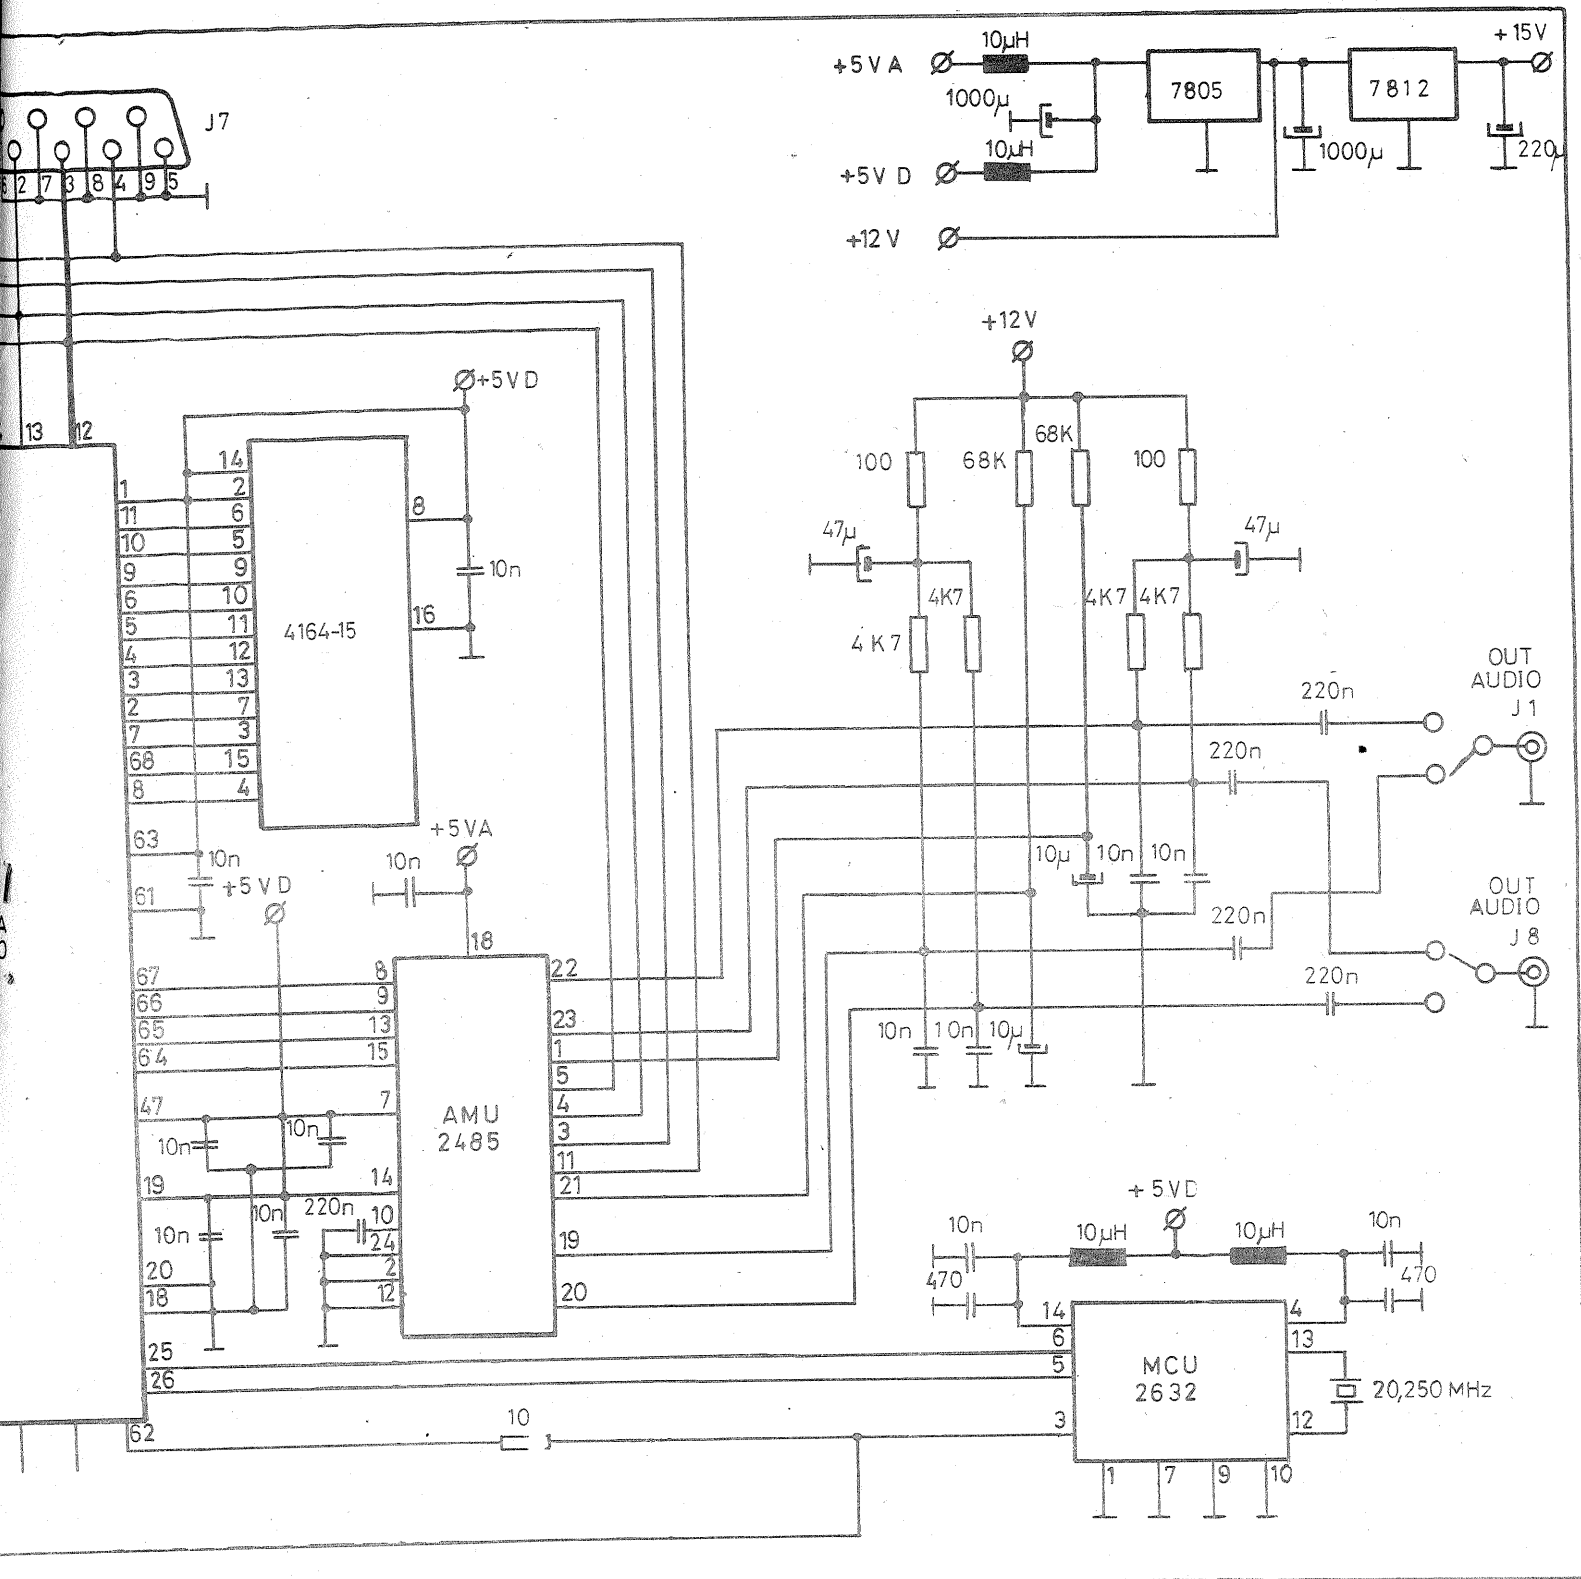 10µH
+15V
+5VA
1000µ
7805
7812
10µH
1000µ
220µ
+5VD
+12V
J7
2 7 3 8 4 9 5
13 12
+5VD
+12V
1
11
10
9
6
5
4
3
2
7
68
8
63
61
67
66
65
64
47
19
20
18
25
26
62
14
2
6
5
9
10
11
12
13
7
3
15
4
8
16
4164-15
10n
10n
+5VD
+5VA
10n
18
8
9
13
15
7
14
10
24
2
12
AMU
2485
22
23
1
5
4
3
11
21
19
20
10n
10n
10n
10n
220n
10
100
68K
68K
100
47µ
47µ
4K7
4K7
4K7
4K7
220n
220n
220n
220n
10µ
10n
10n
10n
10n
10µ
OUT
AUDIO
J1
OUT
AUDIO
J8
+5VD
10n
10µH
10µH
10n
470
470
14
6
5
3
4
13
12
MCU
2632
20,250 MHz
1
7
9
10